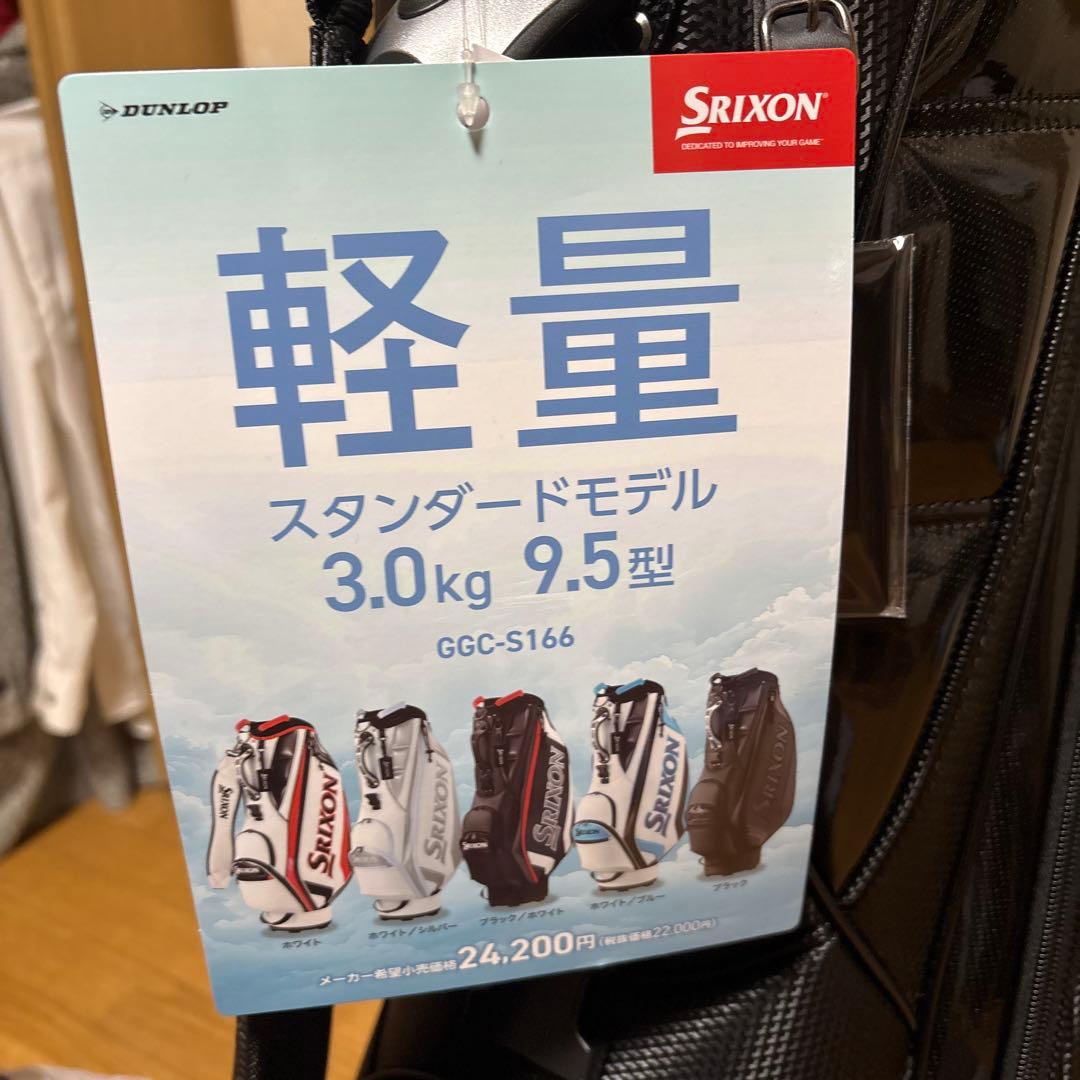 DUNLOP
SRIXON
DEDICATED TO IMPROVING YOUR GAME
軽量
スタンダードモデル
3.0kg 9.5型
GGC-S166
SRIXON
SRIXON
SRIXON
SRIXON
SRIXON
SRIXON
SRIXON
RIXON
ホワイト
ホワイト/シルバー
ブラック/ホワイト
ホワイト/ブルー
ブラック
メーカー希望小売価格 24,200円(税抜価格22,000円)